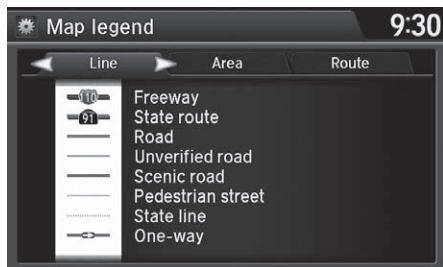 Map legend 9:30
Line Area Route
110 Freeway
91 State route
Road
Unverified road
Scenic road
Pedestrian street
State line
One-way